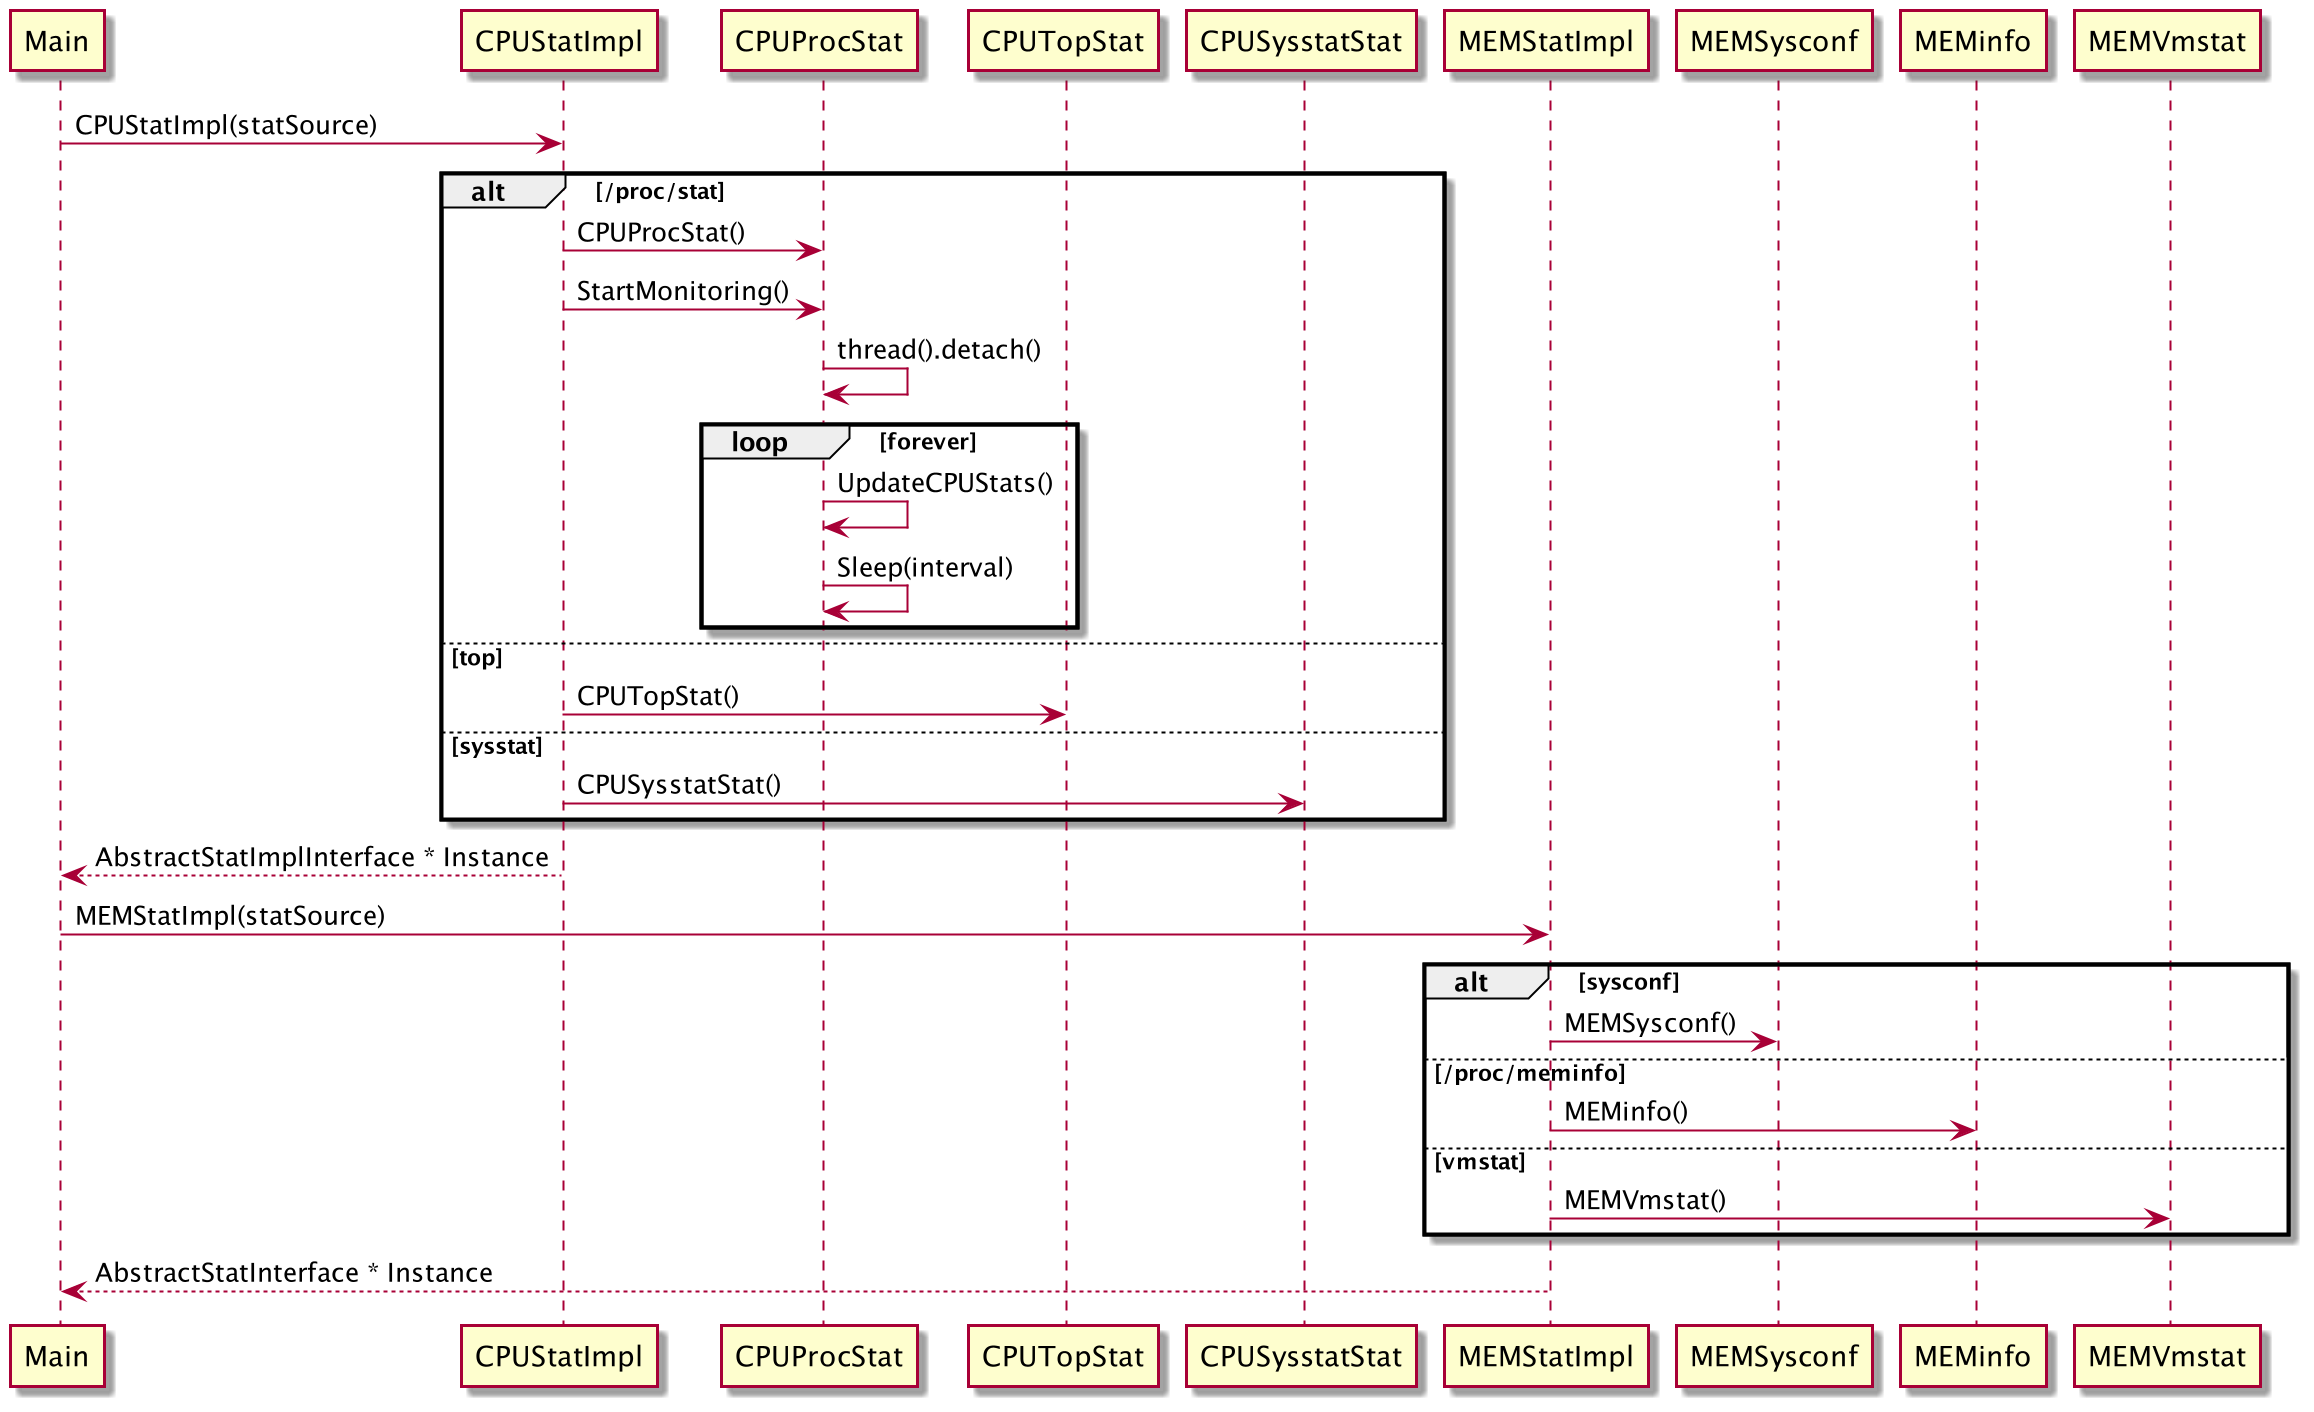 Main
CPUStatImpl
CPUProcStat
CPUTopStat
CPUSysstatStat
MEMStatImpl
MEMSysconf
MEMinfo
MEMVmstat
CPUStatImpl(statSource)
alt
[/proc/stat]
CPUProcStat()
StartMonitoring()
thread().detach()
loop
[forever]
UpdateCPUStats()
Sleep(interval)
[top]
CPUTopStat()
[sysstat]
CPUSysstatStat()
AbstractStatImplInterface * Instance
MEMStatImpl(statSource)
alt
[sysconf]
MEMSysconf()
[/proc/meminfo]
MEMinfo()
[vmstat]
MEMVmstat()
AbstractStatInterface * Instance
Main
CPUStatImpl
CPUProcStat
CPUTopStat
CPUSysstatStat
MEMStatImpl
MEMSysconf
MEMinfo
MEMVmstat